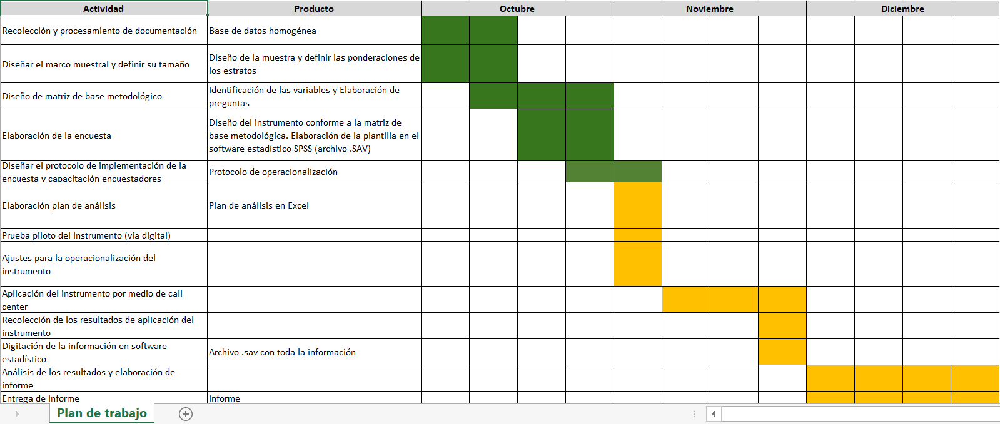 Actividad Producto Octubre Noviembre Diciembre
Recolección y procesamiento de documentación Base de datos homogénea
Diseñar el marco muestral y definir su tamaño
Diseño de la muestra y definir las ponderaciones de
los estratos
Diseño de matriz de base metodológico
Identificación de las variables y Elaboración de
preguntas
Elaboración de la encuesta
Diseño del instrumento conforme a la matriz de
base metodológica. Elaboración de la plantilla en el
software estadístico SPSS (archivo .SAV)
Diseñar el protocolo de implementación de la
encuesta y capacitación encuestadores
Protocolo de operacionalización
Elaboración plan de análisis Plan de análisis en Excel
Prueba piloto del instrumento (vía digital)
Ajustes para la operacionalización del
instrumento
Aplicación del instrumento por medio de call
center
Recolección de los resultados de aplicación del
instrumento
Digitación de la información en software
estadístico
Archivo .sav con toda la información
Análisis de los resultados y elaboración de
informe
Entrega de informe Informe
Plan de trabajo